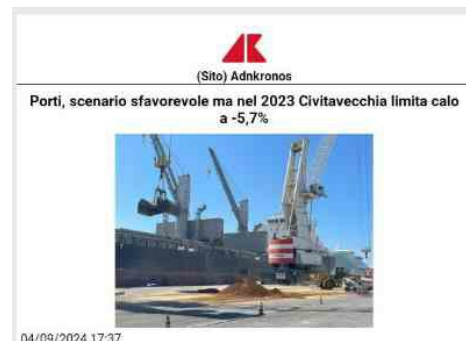 (Sito) Adnkronos
Porti, scenario sfavorevole ma nel 2023 Civitavecchia limita calo
a -5,7%
04/09/2024 17:37